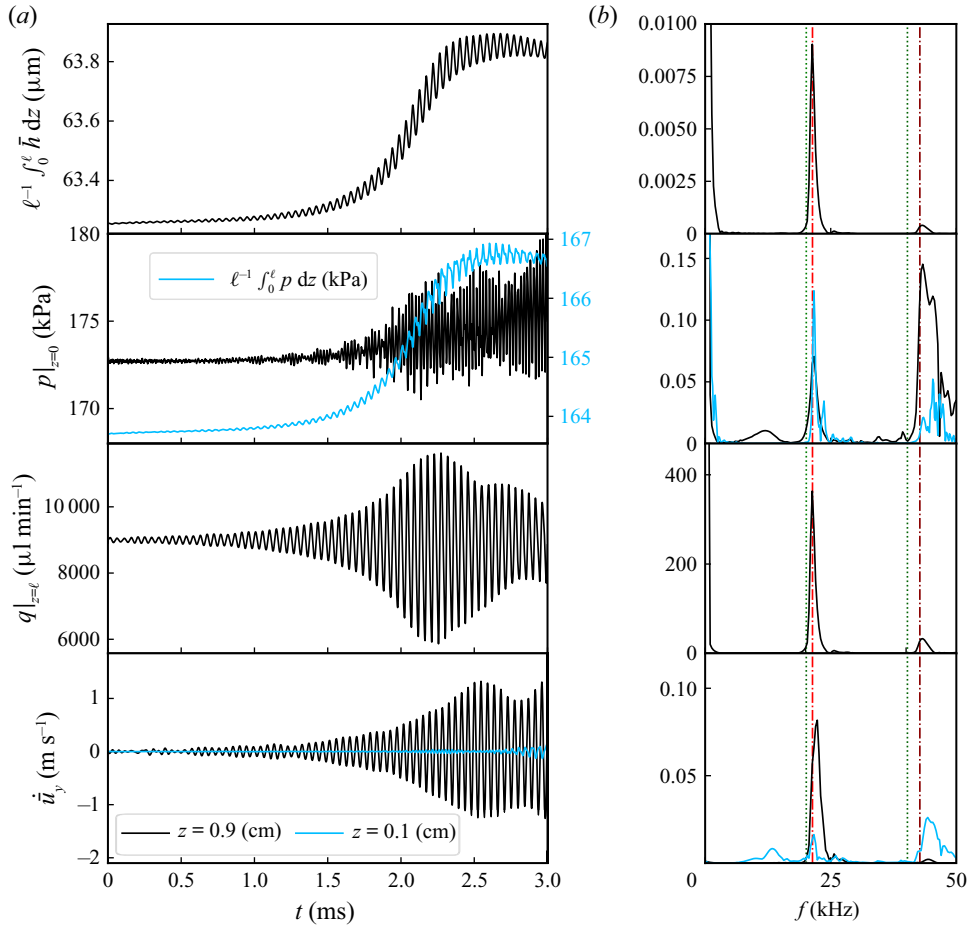 (a)
(b)
63.8
63.6
63.4
ℓ⁻¹ ∫₀^ℓ h̄ dz (μm)
0.0100
0.0075
0.0050
0.0025
0
180
175
170
p|z=0 (kPa)
ℓ⁻¹ ∫₀^ℓ p dz (kPa)
167
166
165
164
0.15
0.10
0.05
0
10 000
8000
6000
q|z=ℓ (μl min⁻¹)
400
200
0
1
0
−1
−2
u̇̄y (m s⁻¹)
z = 0.9 (cm)
z = 0.1 (cm)
0.10
0.05
0 0.5 1.0 1.5 2.0 2.5 3.0
t (ms)
0 25 50
f (kHz)